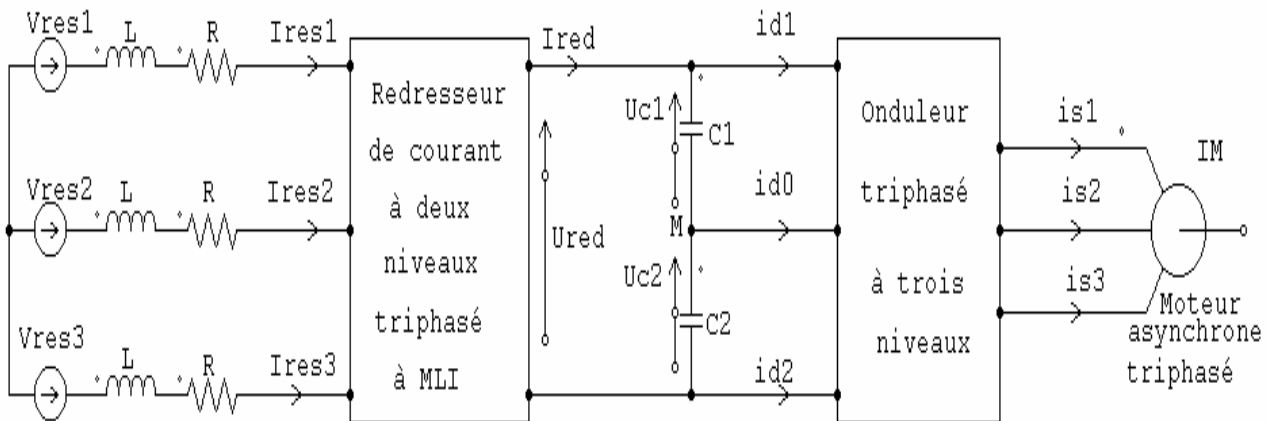 Vres1
L
R
Ires1
Ired
id1
Redresseur
de courant
à deux
niveaux
triphasé
à MLI
Uc1
C1
Onduleur
triphasé
à trois
niveaux
is1
IM
Vres2
L
R
Ires2
Ured
M
id0
is2
Uc2
C2
is3
Moteur
asynchrone
triphasé
Vres3
L
R
Ires3
id2